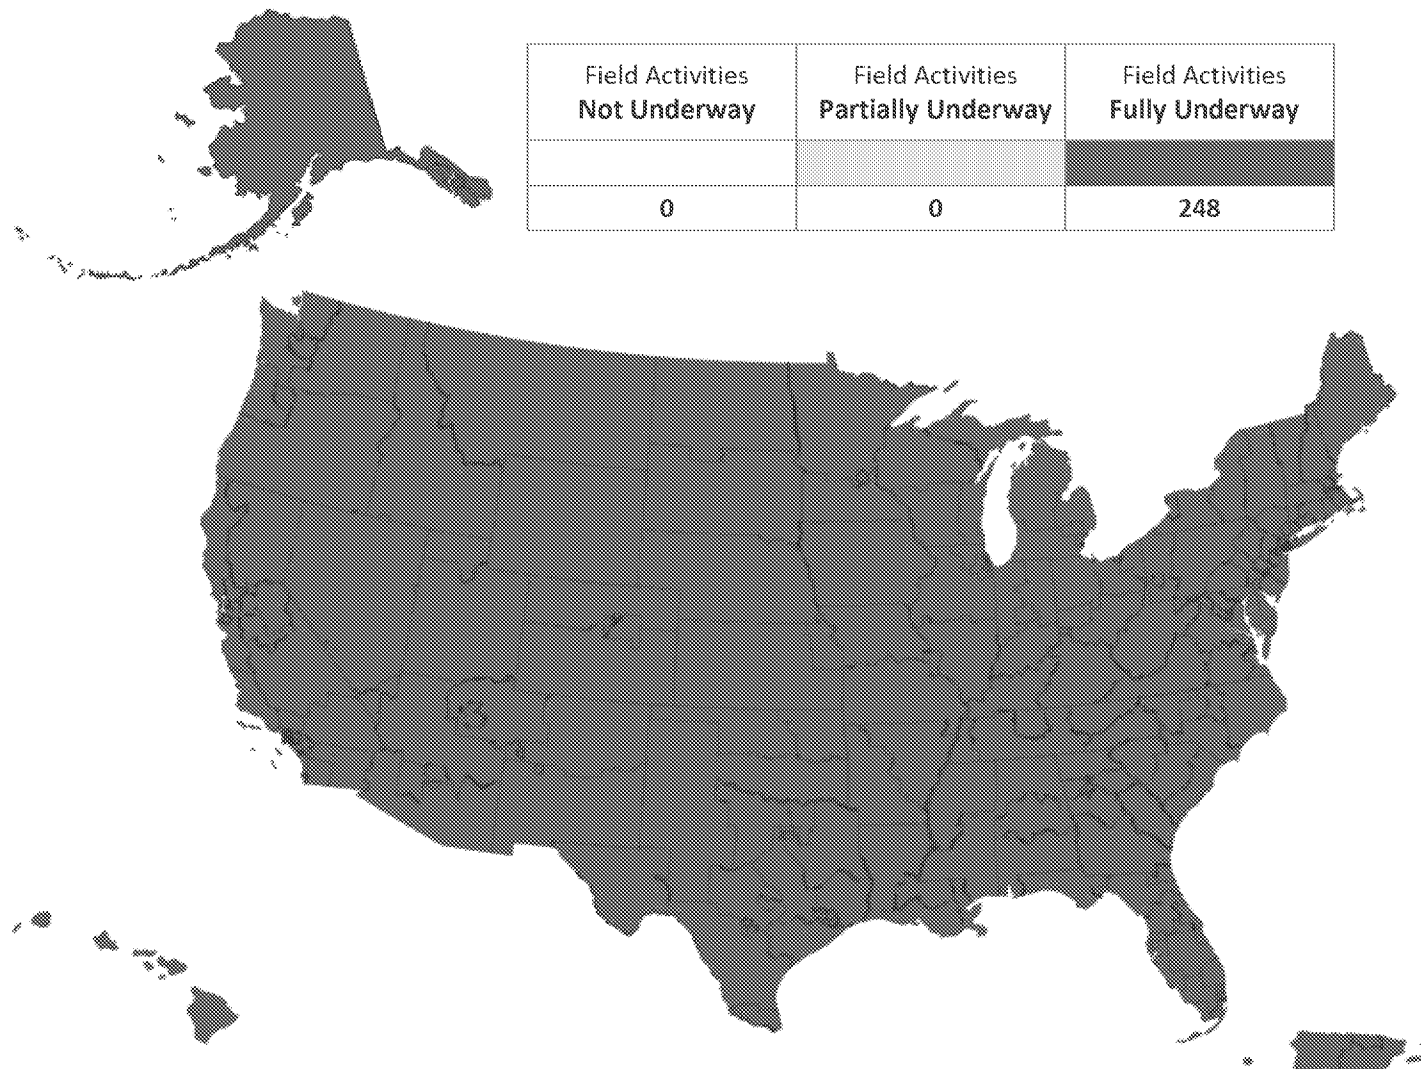 Field Activities
Not Underway
Field Activities
Partially Underway
Field Activities
Fully Underway
0
0
248